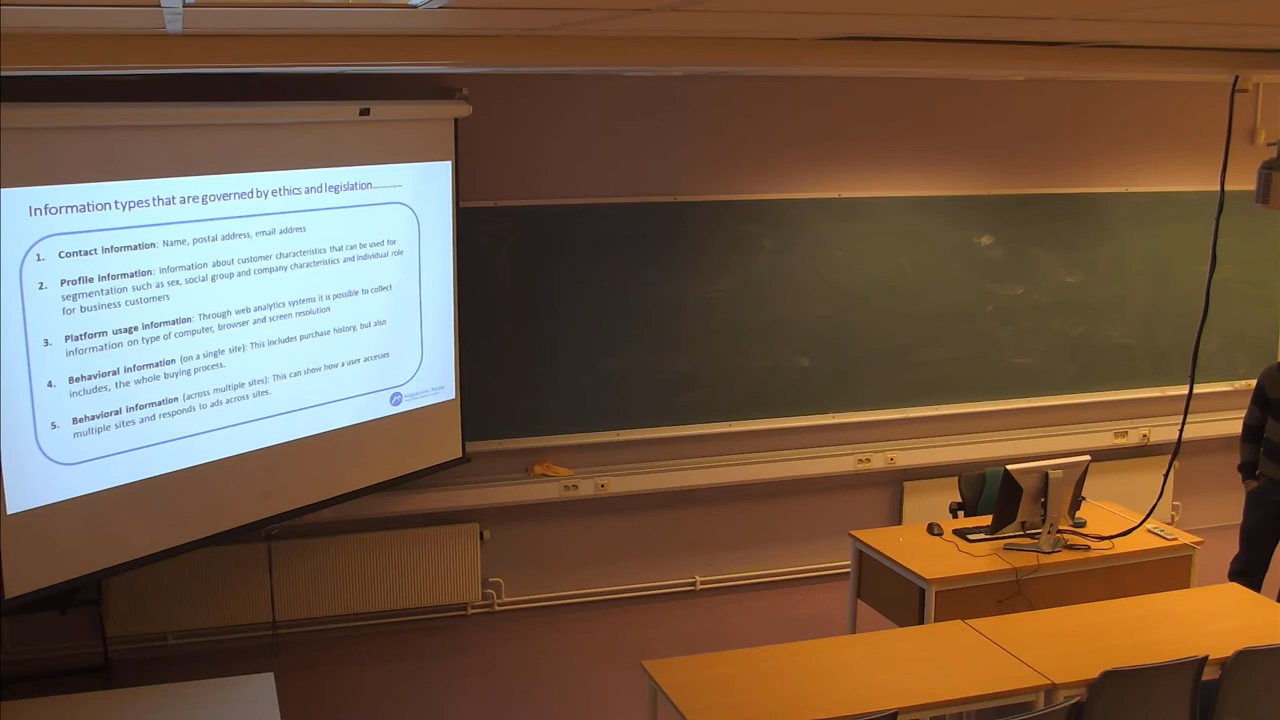 Information types that are governed by ethics and legislation............
1. Contact information: Name, postal address, email address
2. Profile information: Information about customer characteristics that can be used for
segmentation such as sex, social group and company characteristics and individual role
for business customers
3. Platform usage information: Through web analytics systems it is possible to collect
information on type of computer, browser and screen resolution
4. Behavioral information (on a single site): This includes purchase history, but also
includes, the whole buying process.
5. Behavioral information (across multiple sites): This can show how a user accesses
multiple sites and responds to ads across sites.